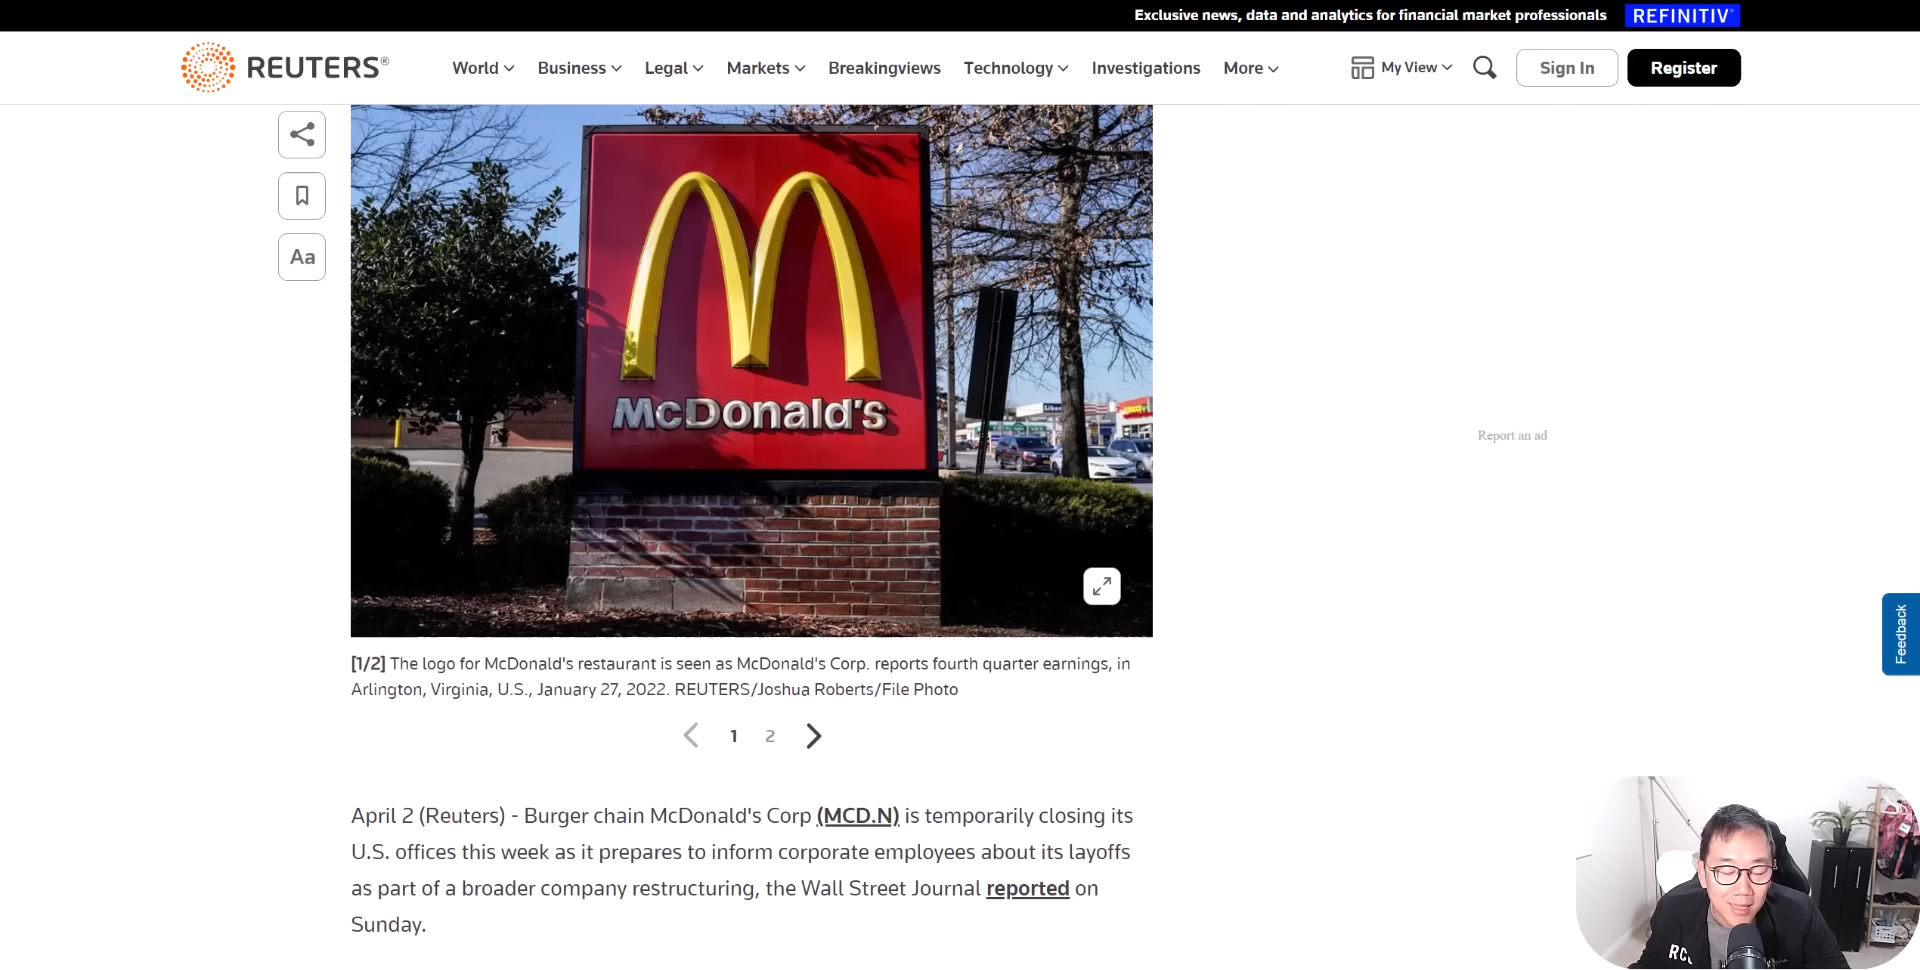 Exclusive news, data and analytics for financial market professionals REFINITIV
REUTERS® World Business Legal Markets Breakingviews Technology Investigations More My View Sign In Register
Aa
McDonald's
Report an ad
Feedback
[1/2] The logo for McDonald's restaurant is seen as McDonald's Corp. reports fourth quarter earnings, in
Arlington, Virginia, U.S., January 27, 2022. REUTERS/Joshua Roberts/File Photo
1 2
April 2 (Reuters) - Burger chain McDonald's Corp (MCD.N) is temporarily closing its
U.S. offices this week as it prepares to inform corporate employees about its layoffs
as part of a broader company restructuring, the Wall Street Journal reported on
Sunday.